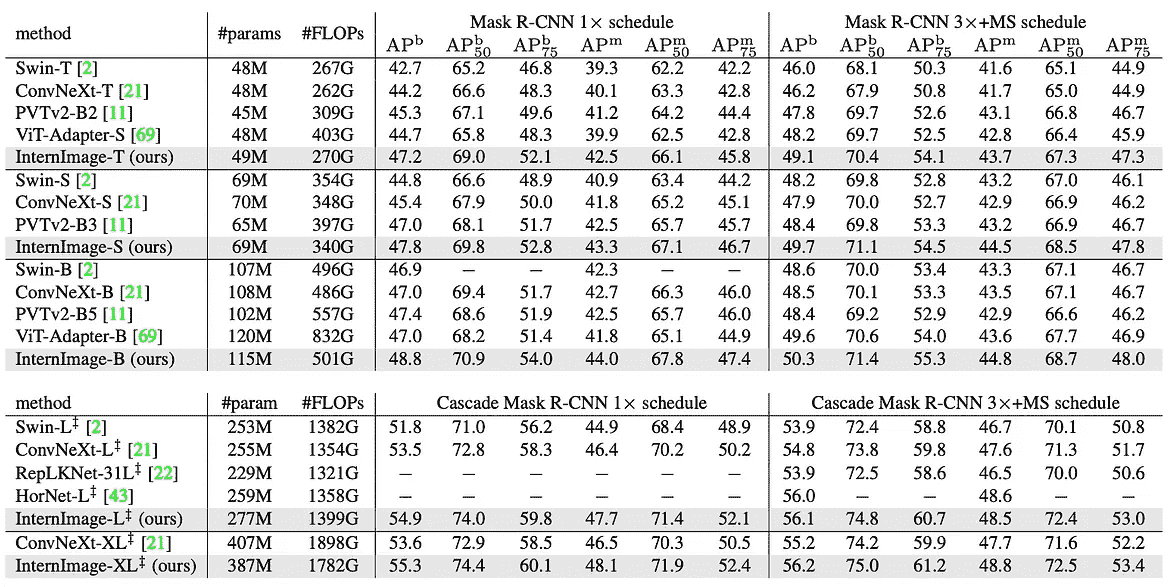 method #params #FLOPs Mask R-CNN 1× schedule Mask R-CNN 3×+MS schedule
APᵇ APᵇ₅₀ APᵇ₇₅ APᵐ APᵐ₅₀ APᵐ₇₅ APᵇ APᵇ₅₀ APᵇ₇₅ APᵐ APᵐ₅₀ APᵐ₇₅
Swin-T [2] 48M 267G 42.7 65.2 46.8 39.3 62.2 42.2 46.0 68.1 50.3 41.6 65.1 44.9
ConvNeXt-T [21] 48M 262G 44.2 66.6 48.3 40.1 63.3 42.8 46.2 67.9 50.8 41.7 65.0 44.9
PVTv2-B2 [11] 45M 309G 45.3 67.1 49.6 41.2 64.2 44.4 47.8 69.7 52.6 43.1 66.8 46.7
ViT-Adapter-S [69] 48M 403G 44.7 65.8 48.3 39.9 62.5 42.8 48.2 69.7 52.5 42.8 66.4 45.9
InternImage-T (ours) 49M 270G 47.2 69.0 52.1 42.5 66.1 45.8 49.1 70.4 54.1 43.7 67.3 47.3
Swin-S [2] 69M 354G 44.8 66.6 48.9 40.9 63.4 44.2 48.2 69.8 52.8 43.2 67.0 46.1
ConvNeXt-S [21] 70M 348G 45.4 67.9 50.0 41.8 65.2 45.1 47.9 70.0 52.7 42.9 66.9 46.2
PVTv2-B3 [11] 65M 397G 47.0 68.1 51.7 42.5 65.7 45.7 48.4 69.8 53.3 43.2 66.9 46.7
InternImage-S (ours) 69M 340G 47.8 69.8 52.8 43.3 67.1 46.7 49.7 71.1 54.5 44.5 68.5 47.8
Swin-B [2] 107M 496G 46.9 – – 42.3 – – 48.6 70.0 53.4 43.3 67.1 46.7
ConvNeXt-B [21] 108M 486G 47.0 69.4 51.7 42.7 66.3 46.0 48.5 70.1 53.3 43.5 67.1 46.7
PVTv2-B5 [11] 102M 557G 47.4 68.6 51.9 42.5 65.7 46.0 48.4 69.2 52.9 42.9 66.6 46.2
ViT-Adapter-B [69] 120M 832G 47.0 68.2 51.4 41.8 65.1 44.9 49.6 70.6 54.0 43.6 67.7 46.9
InternImage-B (ours) 115M 501G 48.8 70.9 54.0 44.0 67.8 47.4 50.3 71.4 55.3 44.8 68.7 48.0
method #param #FLOPs Cascade Mask R-CNN 1× schedule Cascade Mask R-CNN 3×+MS schedule
Swin-L‡ [2] 253M 1382G 51.8 71.0 56.2 44.9 68.4 48.9 53.9 72.4 58.8 46.7 70.1 50.8
ConvNeXt-L‡ [21] 255M 1354G 53.5 72.8 58.3 46.4 70.2 50.2 54.8 73.8 59.8 47.6 71.3 51.7
RepLKNet-31L‡ [22] 229M 1321G – – – – – – 53.9 72.5 58.6 46.5 70.0 50.6
HorNet-L‡ [43] 259M 1358G – – – – – – 56.0 – – 48.6 – –
InternImage-L‡ (ours) 277M 1399G 54.9 74.0 59.8 47.7 71.4 52.1 56.1 74.8 60.7 48.5 72.4 53.0
ConvNeXt-XL‡ [21] 407M 1898G 53.6 72.9 58.5 46.5 70.3 50.5 55.2 74.2 59.9 47.7 71.6 52.2
InternImage-XL‡ (ours) 387M 1782G 55.3 74.4 60.1 48.1 71.9 52.4 56.2 75.0 61.2 48.8 72.5 53.4